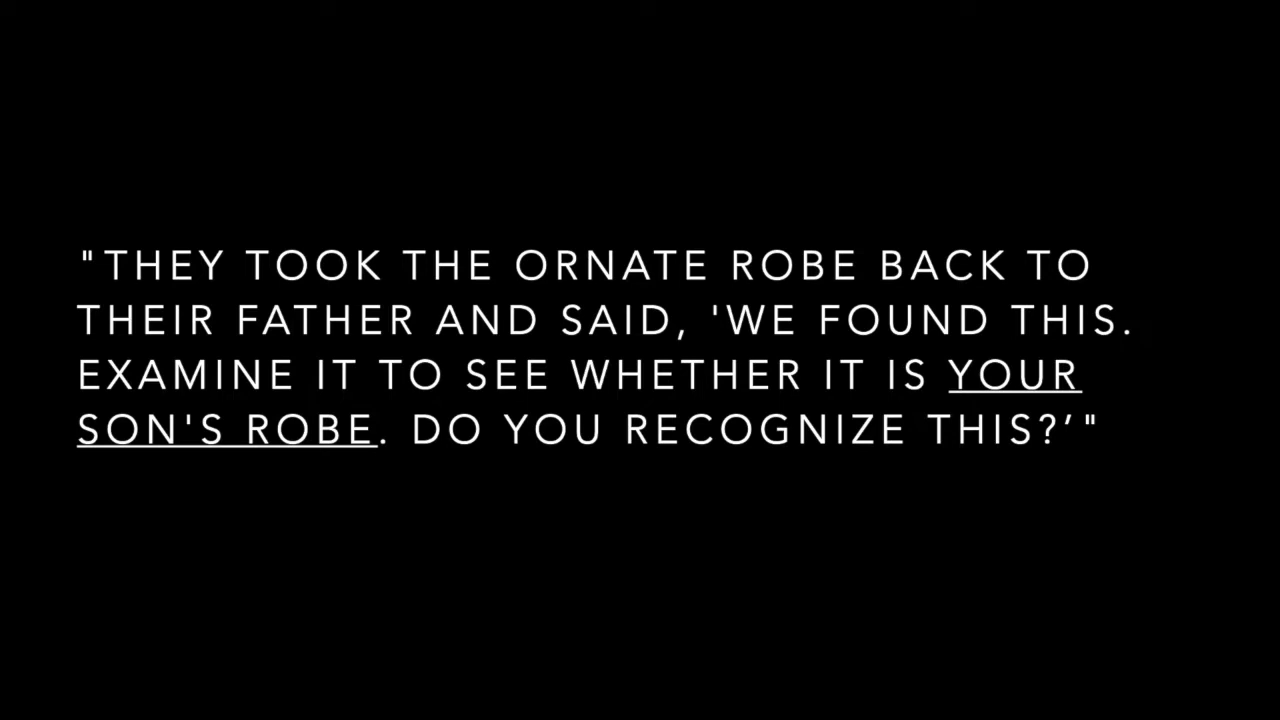 "THEY TOOK THE ORNATE ROBE BACK TO
THEIR FATHER AND SAID, 'WE FOUND THIS.
EXAMINE IT TO SEE WHETHER IT IS YOUR
SON'S ROBE. DO YOU RECOGNIZE THIS?’"